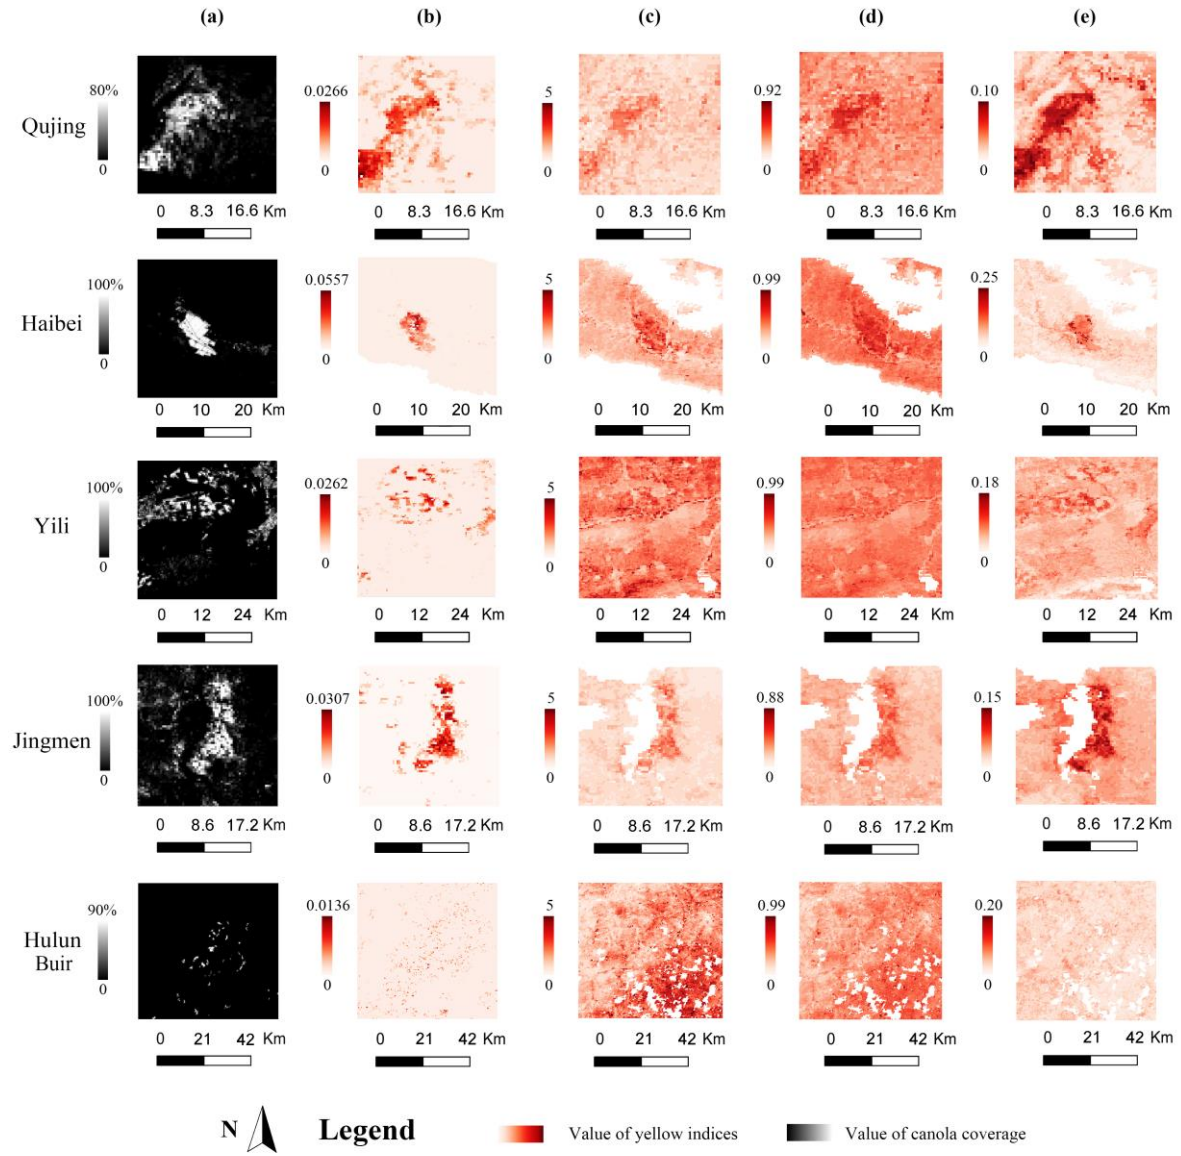 (a) (b) (c) (d) (e)
80% 0.0266 5 0.92 0.10
Qujing
0 0 0 0 0
0 8.3 16.6 Km 0 8.3 16.6 Km 0 8.3 16.6 Km 0 8.3 16.6 Km 0 8.3 16.6 Km
100% 0.0557 5 0.99 0.25
Haibei
0 0 0 0 0
0 10 20 Km 0 10 20 Km 0 10 20 Km 0 10 20 Km 0 10 20 Km
100% 0.0262 5 0.99 0.18
Yili
0 0 0 0 0
0 12 24 Km 0 12 24 Km 0 12 24 Km 0 12 24 Km 0 12 24 Km
100% 0.0307 5 0.88 0.15
Jingmen
0 0 0 0 0
0 8.6 17.2 Km 0 8.6 17.2 Km 0 8.6 17.2 Km 0 8.6 17.2 Km 0 8.6 17.2 Km
90% 0.0136 5 0.99 0.20
Hulun
Buir
0 0 0 0 0
0 21 42 Km 0 21 42 Km 0 21 42 Km 0 21 42 Km 0 21 42 Km
N Legend Value of yellow indices Value of canola coverage